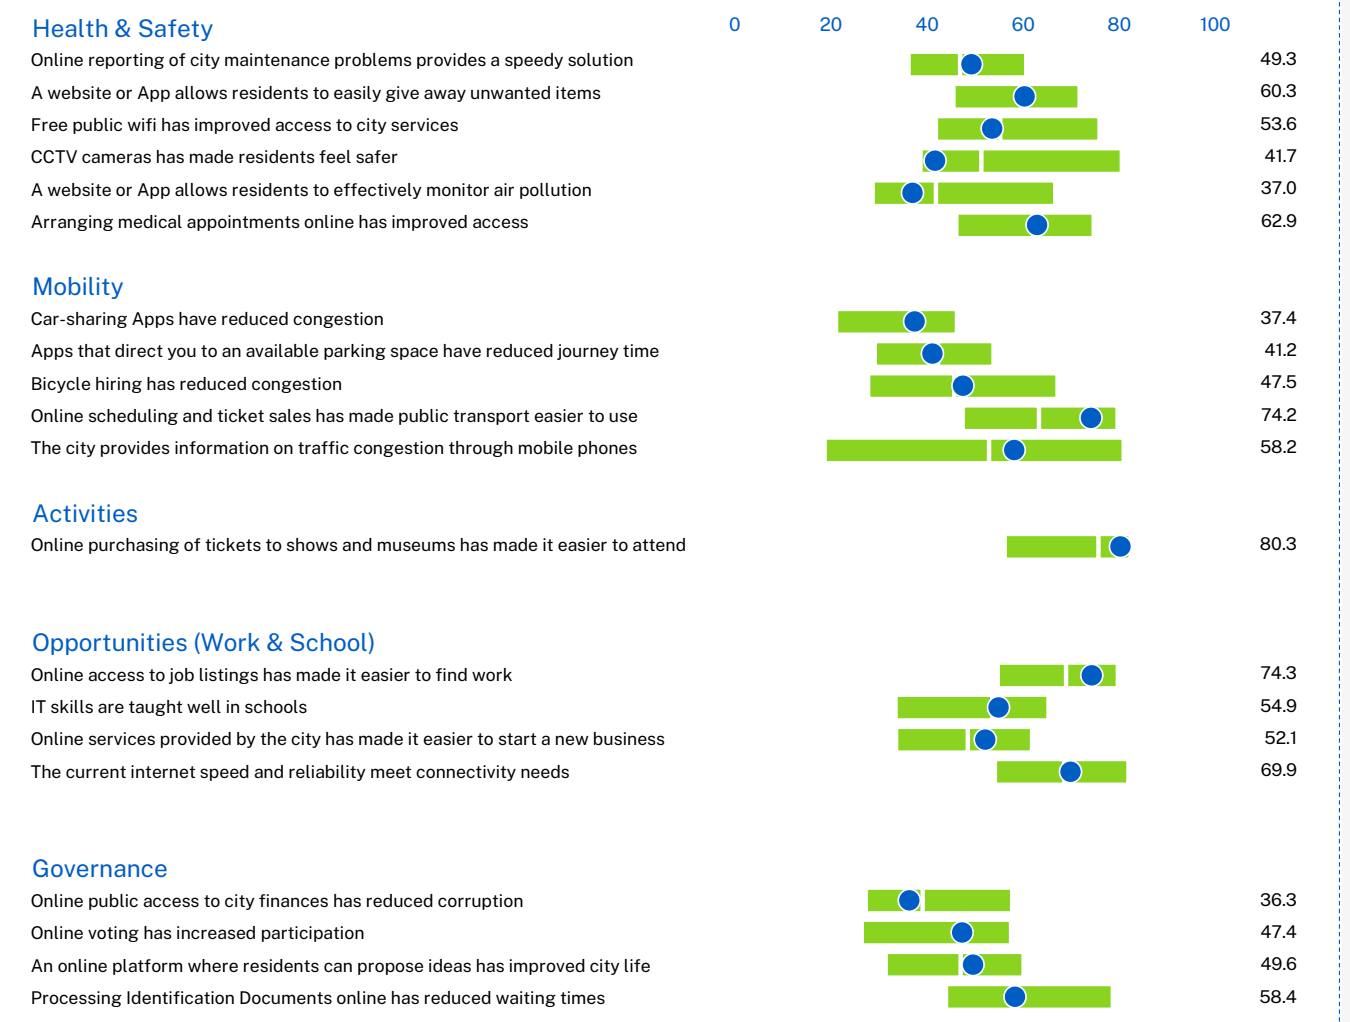 Health & Safety 0 20 40 60 80 100
Online reporting of city maintenance problems provides a speedy solution 49.3
A website or App allows residents to easily give away unwanted items 60.3
Free public wifi has improved access to city services 53.6
CCTV cameras has made residents feel safer 41.7
A website or App allows residents to effectively monitor air pollution 37.0
Arranging medical appointments online has improved access 62.9
Mobility
Car-sharing Apps have reduced congestion 37.4
Apps that direct you to an available parking space have reduced journey time 41.2
Bicycle hiring has reduced congestion 47.5
Online scheduling and ticket sales has made public transport easier to use 74.2
The city provides information on traffic congestion through mobile phones 58.2
Activities
Online purchasing of tickets to shows and museums has made it easier to attend 80.3
Opportunities (Work & School)
Online access to job listings has made it easier to find work 74.3
IT skills are taught well in schools 54.9
Online services provided by the city has made it easier to start a new business 52.1
The current internet speed and reliability meet connectivity needs 69.9
Governance
Online public access to city finances has reduced corruption 36.3
Online voting has increased participation 47.4
An online platform where residents can propose ideas has improved city life 49.6
Processing Identification Documents online has reduced waiting times 58.4